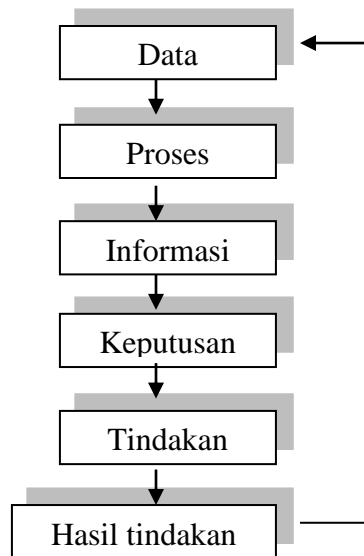 Data
Proses
Informasi
Keputusan
Tindakan
Hasil tindakan